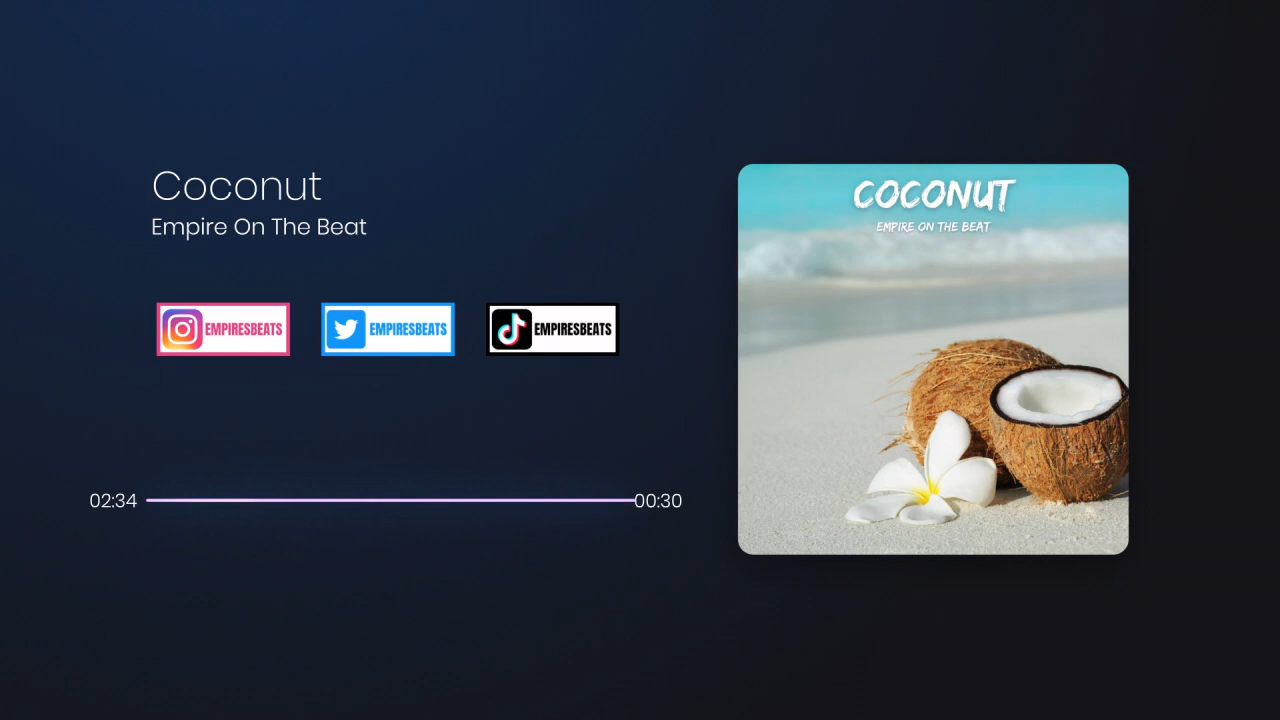 Coconut
Empire On The Beat
EMPIRESBEATS
EMPIRESBEATS
EMPIRESBEATS
02:34
00:30
COCONUT
EMPIRE ON THE BEAT